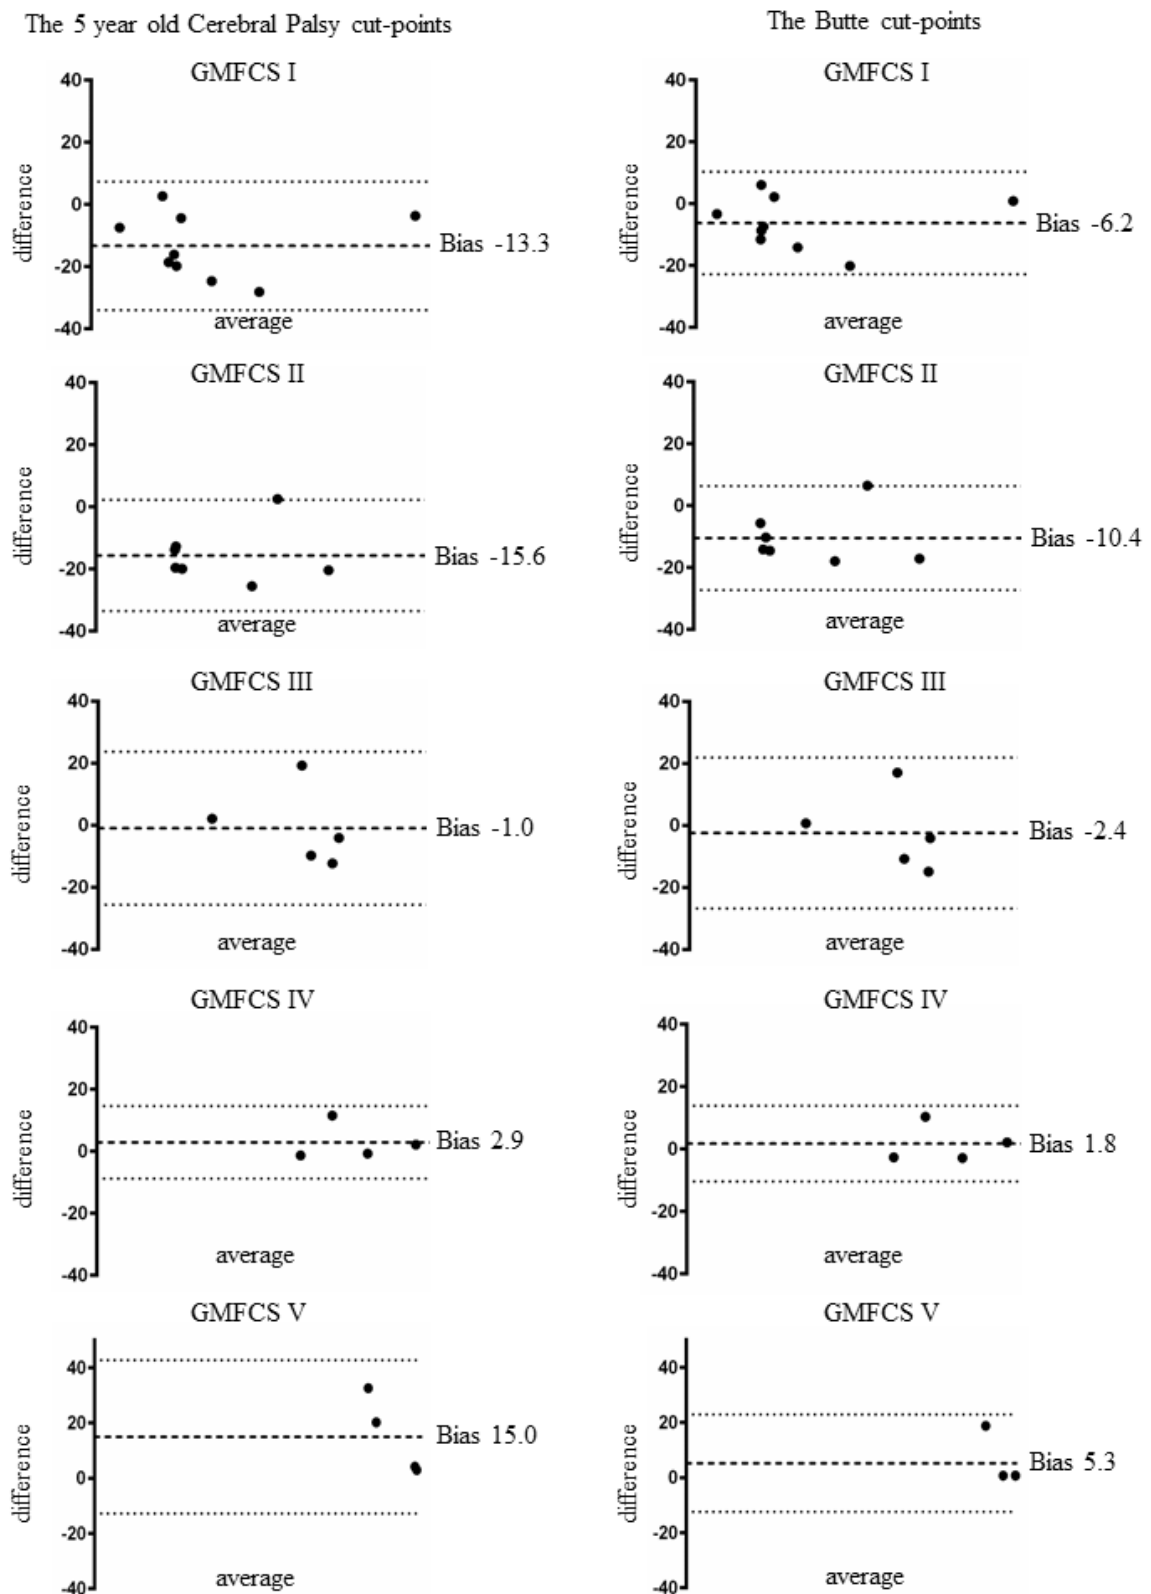 The 5 year old Cerebral Palsy cut-points
The Butte cut-points
GMFCS I
40
20
0
-20
-40
difference
average
Bias -13.3
GMFCS I
40
20
0
-20
-40
difference
average
Bias -6.2
GMFCS II
40
20
0
-20
-40
difference
average
Bias -15.6
GMFCS II
40
20
0
-20
-40
difference
average
Bias -10.4
GMFCS III
40
20
0
-20
-40
difference
average
Bias -1.0
GMFCS III
40
20
0
-20
-40
difference
average
Bias -2.4
GMFCS IV
40
20
0
-20
-40
difference
average
Bias 2.9
GMFCS IV
40
20
0
-20
-40
difference
average
Bias 1.8
GMFCS V
40
20
0
-20
-40
difference
average
Bias 15.0
GMFCS V
40
20
0
-20
-40
difference
average
Bias 5.3